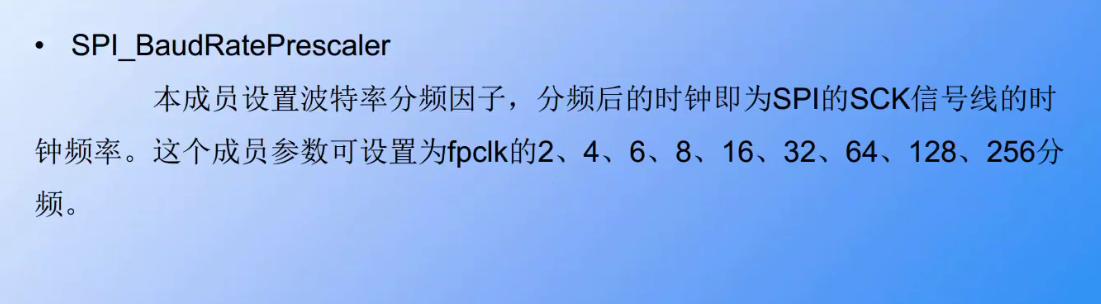 • SPI_BaudRatePrescaler
本成员设置波特率分频因子，分频后的时钟即为SPI的SCK信号线的时
钟频率。这个成员参数可设置为fpclk的2、4、6、8、16、32、64、128、256分
频。